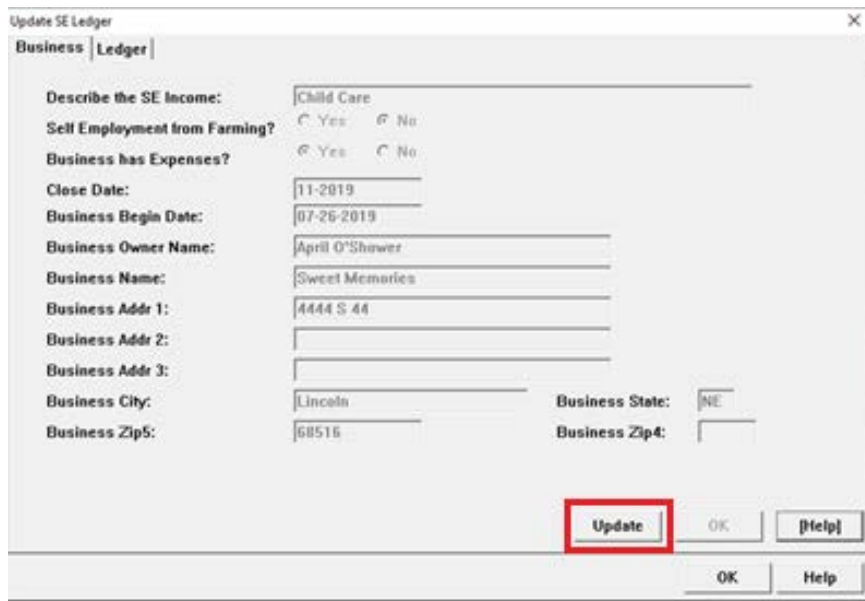 Update SE Ledger
Business Ledger
Describe the SE Income: Child Care
Self Employment from Farming? Yes No
Business has Expenses? Yes No
Close Date: 11-2019
Business Begin Date: 07-26-2019
Business Owner Name: April O'Shower
Business Name: Sweet Memories
Business Addr 1: 4444 S 44
Business Addr 2:
Business Addr 3:
Business City: Lincoln Business State: NE
Business Zip5: 68516 Business Zip4:
Update OK [Help]
OK Help